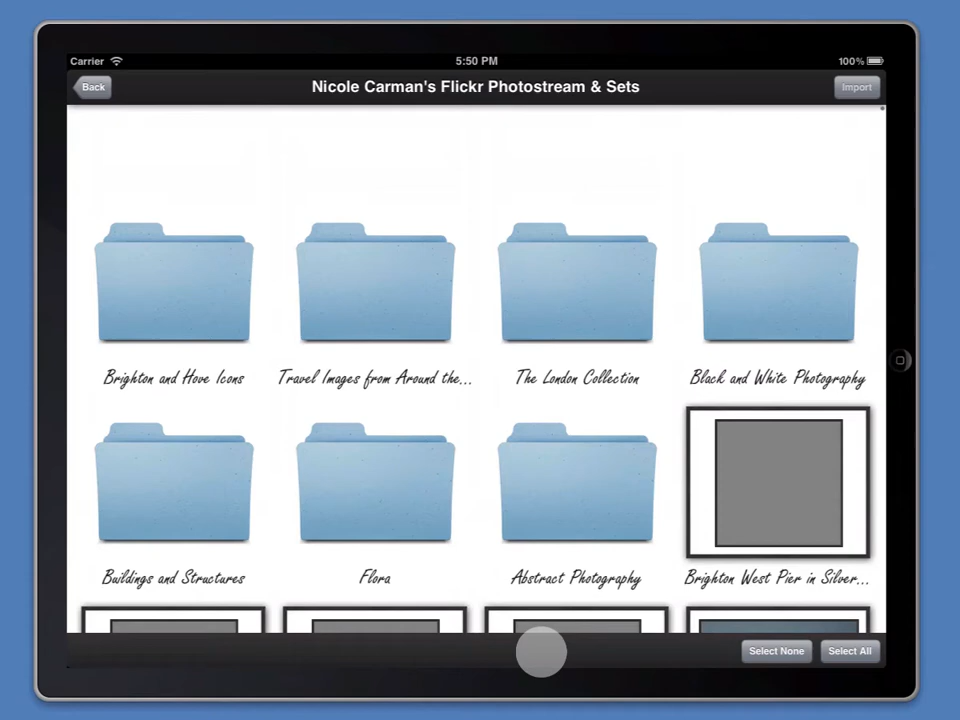 Carrier 5:50 PM 100%
Back Nicole Carman's Flickr Photostream & Sets Import
Brighton and Hove Icons Travel Images from Around the... The London Collection Black and White Photography
Buildings and Structures Flora Abstract Photography Brighton West Pier in Silver...
Select None Select All